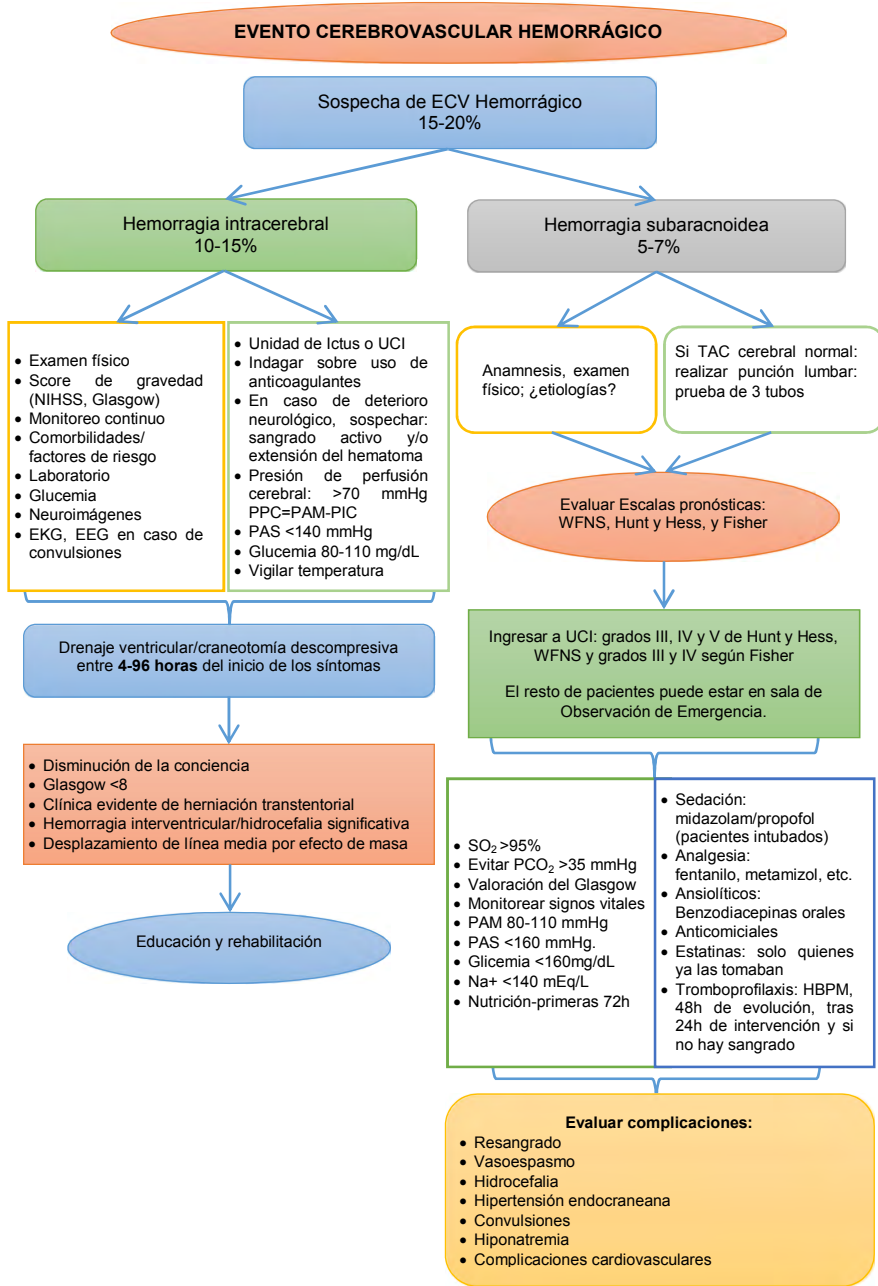 EVENTO CEREBROVASCULAR HEMORRÁGICO
Sospecha de ECV Hemorrágico
15-20%
Hemorragia intracerebral
10-15%
Hemorragia subaracnoidea
5-7%
• Examen físico
• Score de gravedad
(NIHSS, Glasgow)
• Monitoreo continuo
• Comorbilidades/
factores de riesgo
• Laboratorio
• Glucemia
• Neuroimágenes
• EKG, EEG en caso de
convulsiones
• Unidad de Ictus o UCI
• Indagar sobre uso de
anticoagulantes
• En caso de deterioro
neurológico, sospechar:
sangrado activo y/o
extensión del hematoma
• Presión de perfusión
cerebral: >70 mmHg
PPC=PAM-PIC
• PAS <140 mmHg
• Glucemia 80-110 mg/dL
• Vigilar temperatura
Anamnesis, examen
físico; ¿etiologías?
Si TAC cerebral normal:
realizar punción lumbar:
prueba de 3 tubos
Evaluar Escalas pronósticas:
WFNS, Hunt y Hess, y Fisher
Drenaje ventricular/craneotomía descompresiva
entre 4-96 horas del inicio de los síntomas
Ingresar a UCI: grados III, IV y V de Hunt y Hess,
WFNS y grados III y IV según Fisher
El resto de pacientes puede estar en sala de
Observación de Emergencia.
• Disminución de la conciencia
• Glasgow <8
• Clínica evidente de herniación transtentorial
• Hemorragia interventricular/hidrocefalia significativa
• Desplazamiento de línea media por efecto de masa
Educación y rehabilitación
• SO2 >95%
• Evitar PCO2 >35 mmHg
• Valoración del Glasgow
• Monitorear signos vitales
• PAM 80-110 mmHg
• PAS <160 mmHg.
• Glicemia <160mg/dL
• Na+ <140 mEq/L
• Nutrición-primeras 72h
• Sedación:
midazolam/propofol
(pacientes intubados)
• Analgesia:
fentanilo, metamizol, etc.
• Ansiolíticos:
Benzodiacepinas orales
• Anticomiciales
• Estatinas: solo quienes
ya las tomaban
• Tromboprofilaxis: HBPM,
48h de evolución, tras
24h de intervención y si
no hay sangrado
Evaluar complicaciones:
• Resangrado
• Vasoespasmo
• Hidrocefalia
• Hipertensión endocraneana
• Convulsiones
• Hiponatremia
• Complicaciones cardiovasculares